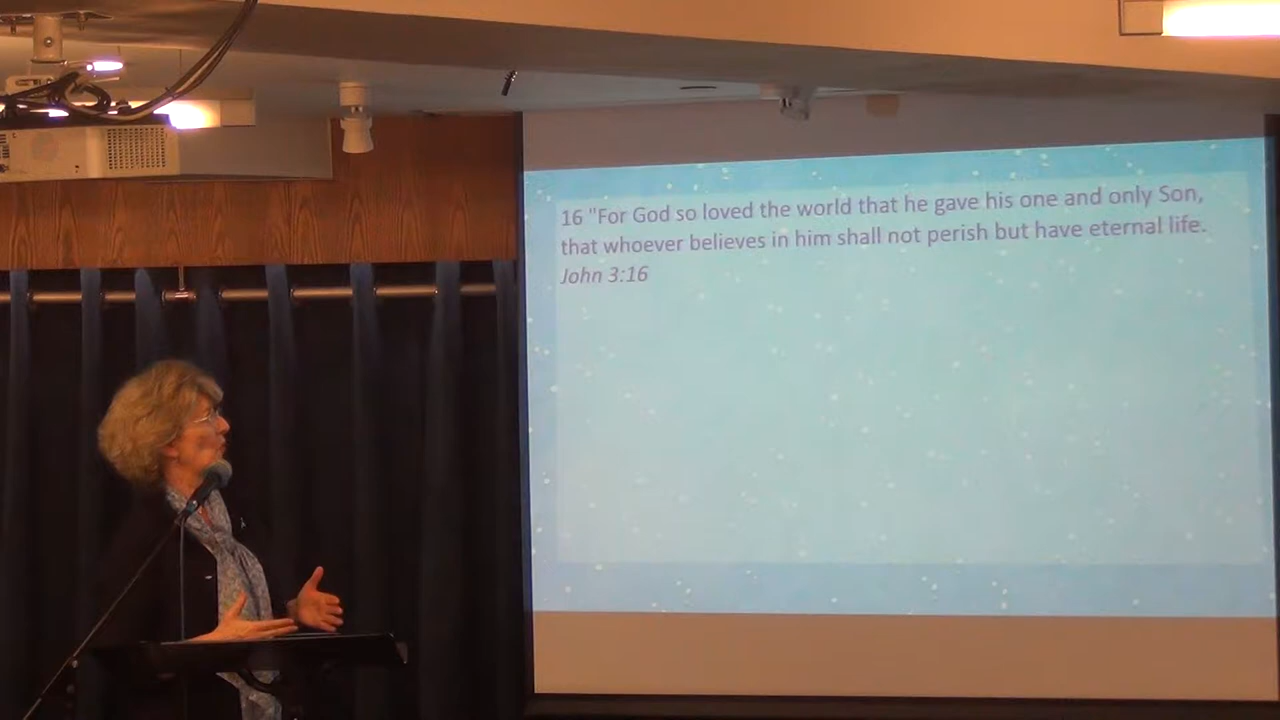 16 "For God so loved the world that he gave his one and only Son,
that whoever believes in him shall not perish but have eternal life.
John 3:16